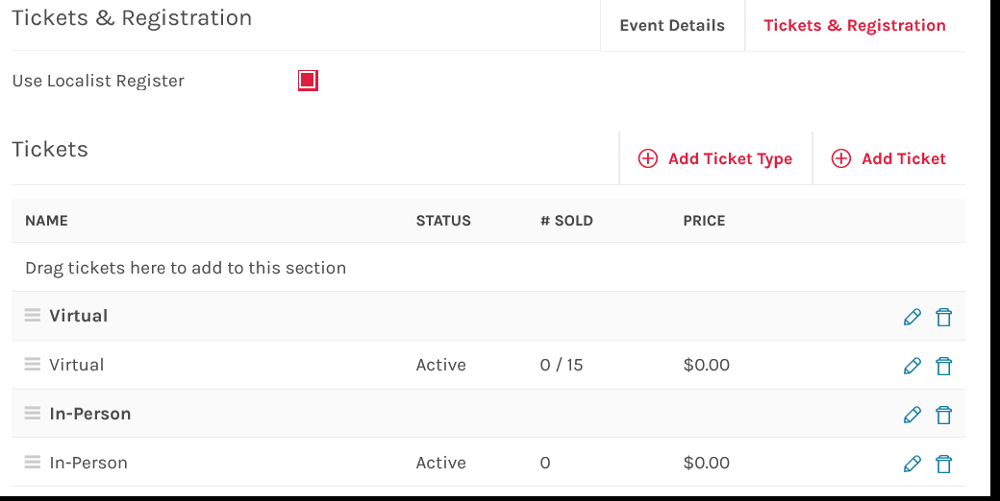 Tickets & Registration
Event Details
Tickets & Registration
Use Localist Register
Tickets
Add Ticket Type
Add Ticket
NAME STATUS # SOLD PRICE
Drag tickets here to add to this section
Virtual
Virtual Active 0 / 15 $0.00
In-Person
In-Person Active 0 $0.00